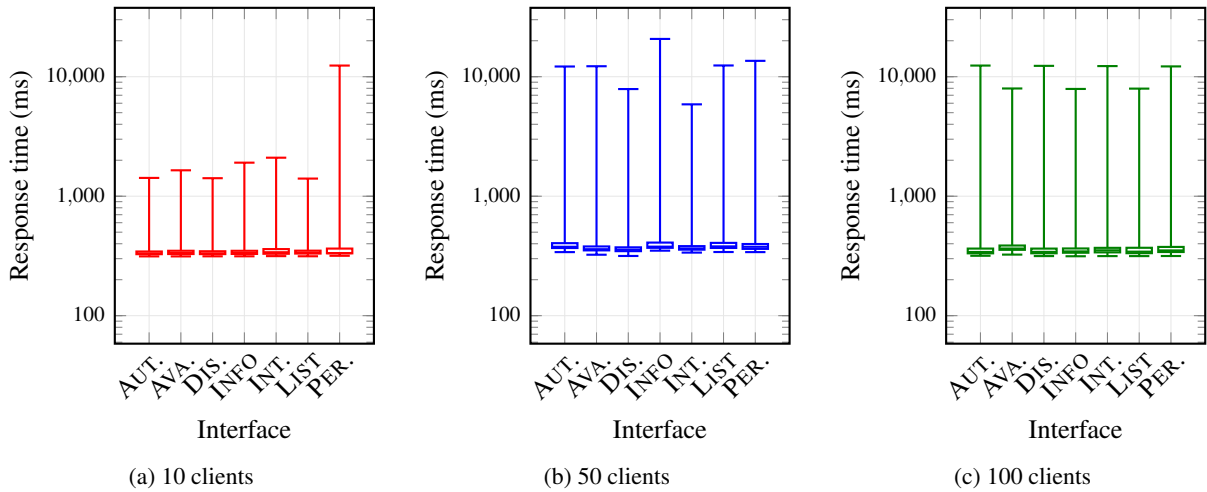 10,000
1,000
100
Response time (ms)
AUT.
AVA.
DIS.
INFO
INT.
LIST
PER.
Interface
(a) 10 clients
10,000
1,000
100
Response time (ms)
AUT.
AVA.
DIS.
INFO
INT.
LIST
PER.
Interface
(b) 50 clients
10,000
1,000
100
Response time (ms)
AUT.
AVA.
DIS.
INFO
INT.
LIST
PER.
Interface
(c) 100 clients